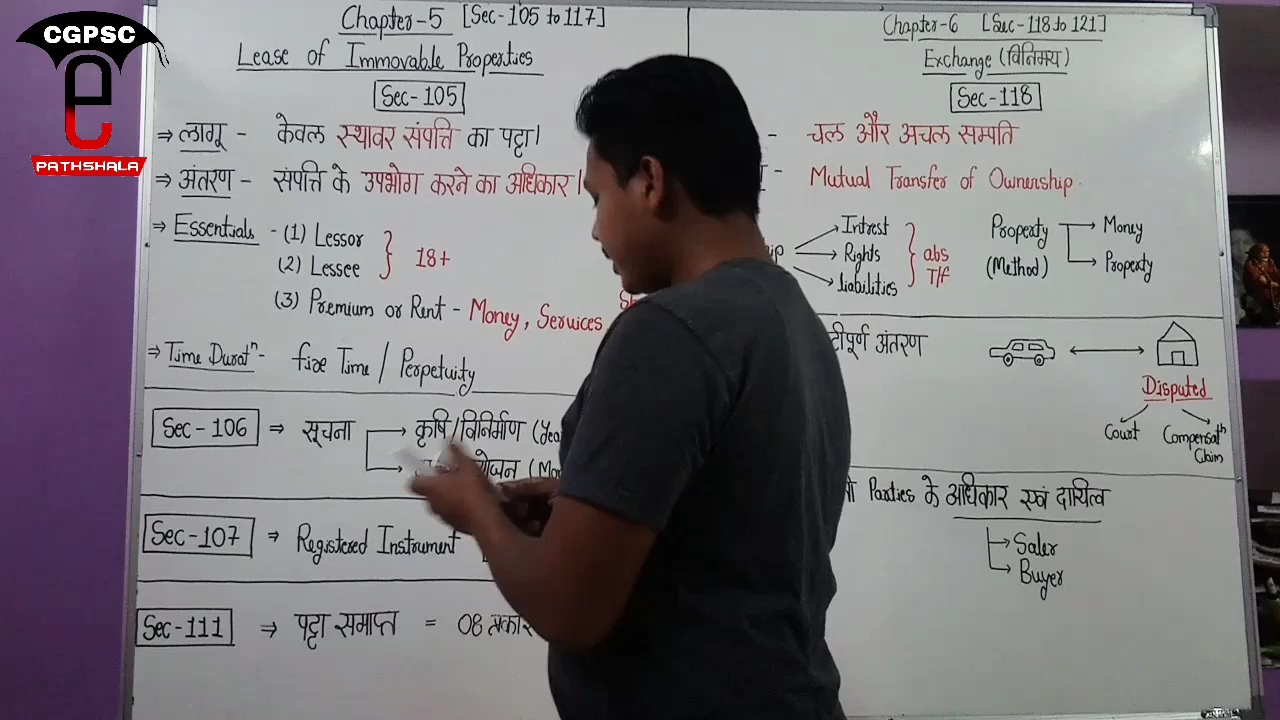 CGPSC
e
PATHSHALA
Chapter-5 [Sec-105 to 117]
Lease of Immovable Properties
Sec-105
⇒ लागू - केवल स्थावर संपत्ति का पट्टा।
⇒ अंतरण - संपत्ति के उपभोग करने का अधिकार।
⇒ Essentials - (1) Lessor
(2) Lessee
18+
(3) Premium or Rent - Money, Services
⇒ Time Duratⁿ - fixe Time / Perpetuity
Sec-106 ⇒ सूचना
कृषि/विनिर्माण
Sec-107 ⇒ Registered Instrument
Sec-111 ⇒ पट्टा समाप्त = 08 प्रकार
Chapter-6 [Sec-118 to 121]
Exchange (विनिमय)
Sec-118
- चल और अचल सम्पति
- Mutual Transfer of Ownership.
Intrest
Rights
Liabilities
abs
T/f
Property
(Method)
Money
Property
अंतरण
Disputed
Court
Compensatⁿ
Claim
Parties के अधिकार एवं दायित्व
Saler
Buyer